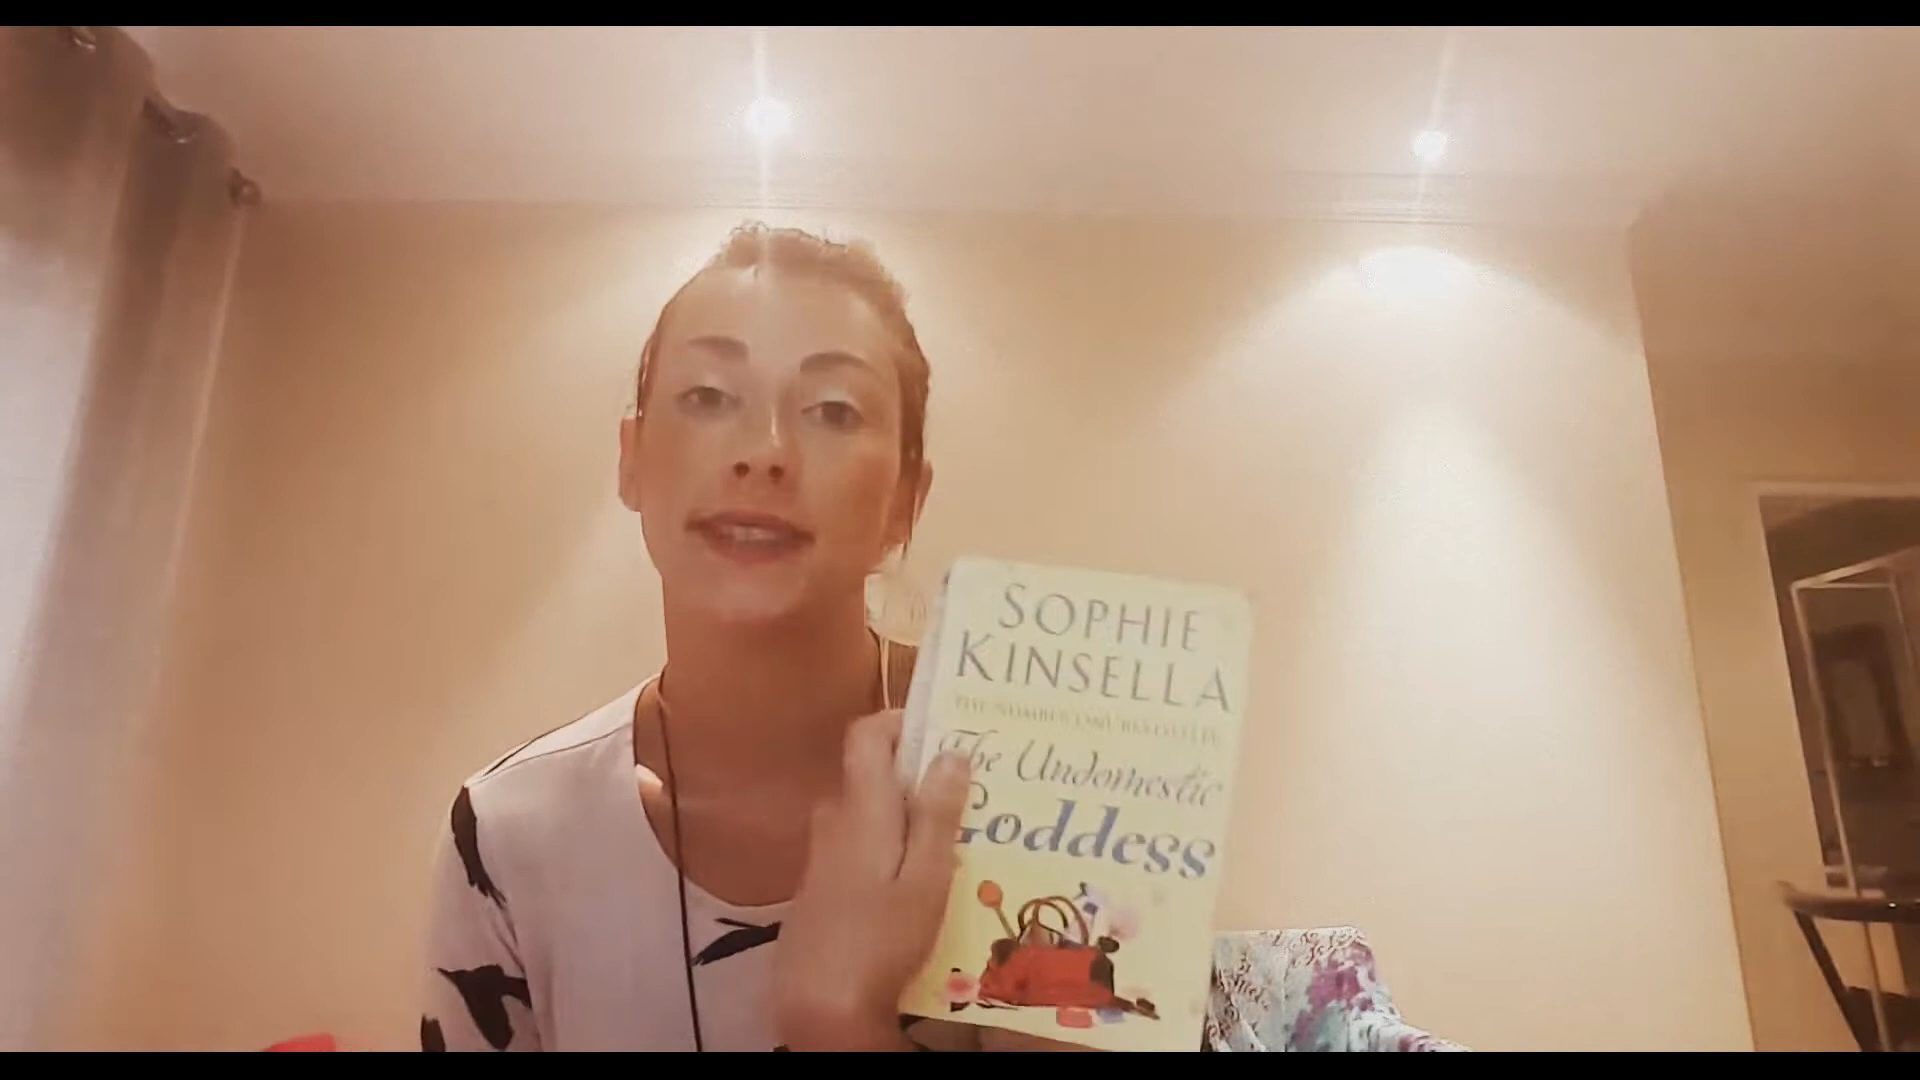 SOPHIE
KINSELLA
THE NUMBER ONE BESTSELLER
The Undomestic
Goddess